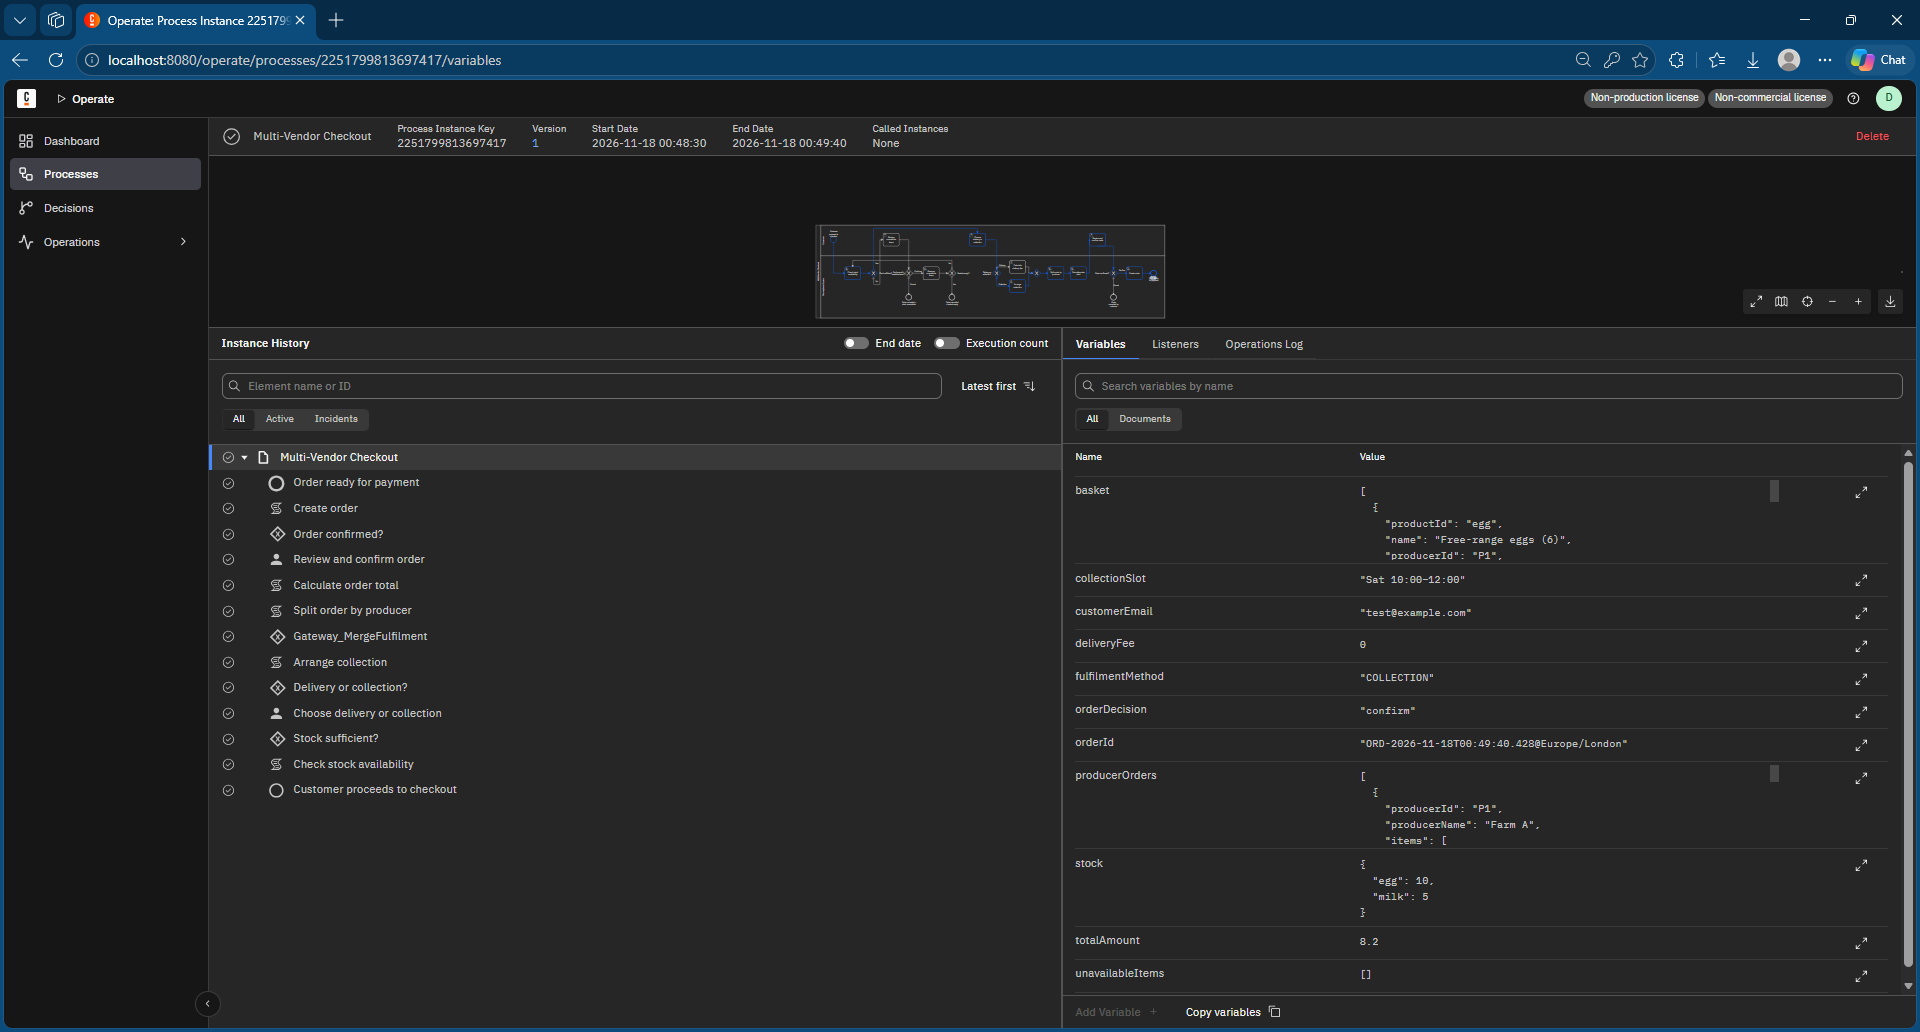 Operate: Process Instance 2251799
localhost:8080/operate/processes/2251799813697417/variables
Chat
Operate
Non-production license
Non-commercial license
D
Dashboard
Processes
Decisions
Operations
Multi-Vendor Checkout
Process Instance Key
2251799813697417
Version
1
Start Date
2026-11-18 00:48:30
End Date
2026-11-18 00:49:40
Called Instances
None
Delete
Instance History
End date
Execution count
Element name or ID
Latest first
All
Active
Incidents
Multi-Vendor Checkout
Order ready for payment
Create order
Order confirmed?
Review and confirm order
Calculate order total
Split order by producer
Gateway_MergeFulfilment
Arrange collection
Delivery or collection?
Choose delivery or collection
Stock sufficient?
Check stock availability
Customer proceeds to checkout
Variables
Listeners
Operations Log
Search variables by name
All
Documents
Name
Value
basket
[
{
"productId": "egg",
"name": "Free-range eggs (6)",
"producerId": "P1",
collectionSlot
"Sat 10:00–12:00"
customerEmail
"test@example.com"
deliveryFee
0
fulfilmentMethod
"COLLECTION"
orderDecision
"confirm"
orderId
"ORD-2026-11-18T00:49:40.428@Europe/London"
producerOrders
[
{
"producerId": "P1",
"producerName": "Farm A",
"items": [
stock
{
"egg": 10,
"milk": 5
}
totalAmount
8.2
unavailableItems
[]
Add Variable +
Copy variables